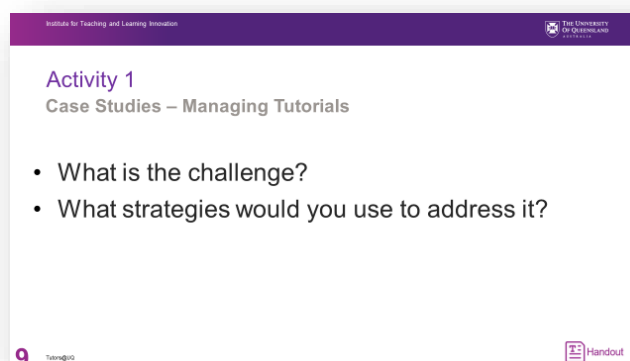 Institute for Teaching and Learning Innovation
THE UNIVERSITY
OF QUEENSLAND
AUSTRALIA
Activity 1
Case Studies – Managing Tutorials
• What is the challenge?
• What strategies would you use to address it?
9
Tutors@UQ
Handout